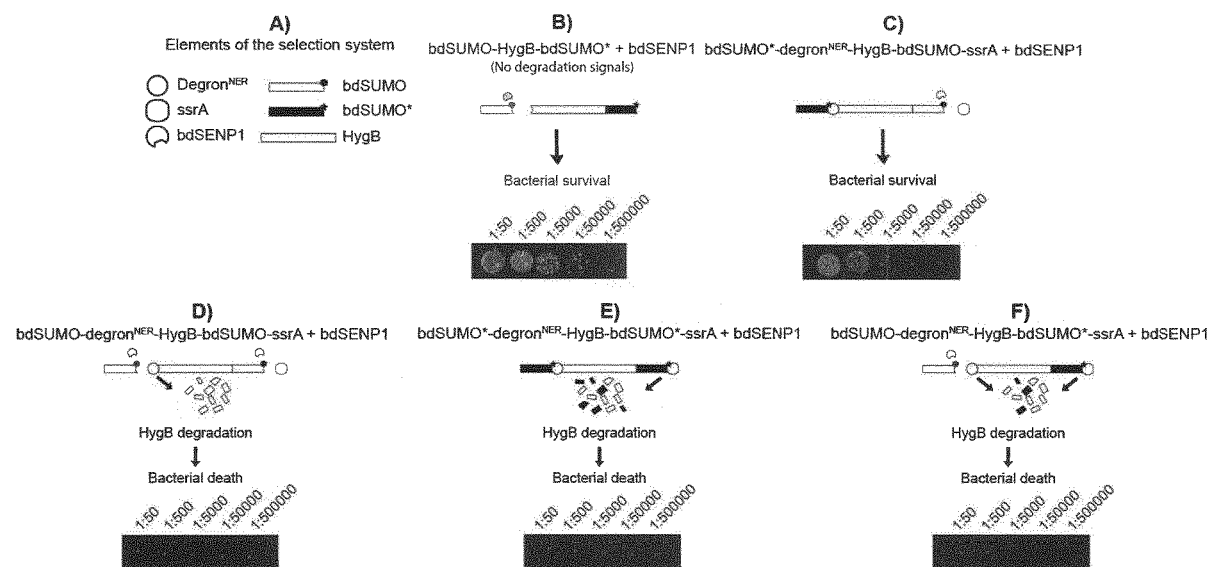 A)
Elements of the selection system
Degron^NER
bdSUMO
ssrA
bdSUMO*
bdSENP1
HygB
B)
bdSUMO-HygB-bdSUMO* + bdSENP1
(No degradation signals)
Bacterial survival
1:50 1:500 1:5000 1:50000 1:500000
C)
bdSUMO*-degron^NER-HygB-bdSUMO-ssrA + bdSENP1
Bacterial survival
1:50 1:500 1:5000 1:50000 1:500000
D)
bdSUMO-degron^NER-HygB-bdSUMO-ssrA + bdSENP1
HygB degradation
Bacterial death
1:50 1:500 1:5000 1:50000 1:500000
E)
bdSUMO*-degron^NER-HygB-bdSUMO*-ssrA + bdSENP1
HygB degradation
Bacterial death
1:50 1:500 1:5000 1:50000 1:500000
F)
bdSUMO-degron^NER-HygB-bdSUMO*-ssrA + bdSENP1
HygB degradation
Bacterial death
1:50 1:500 1:5000 1:50000 1:500000